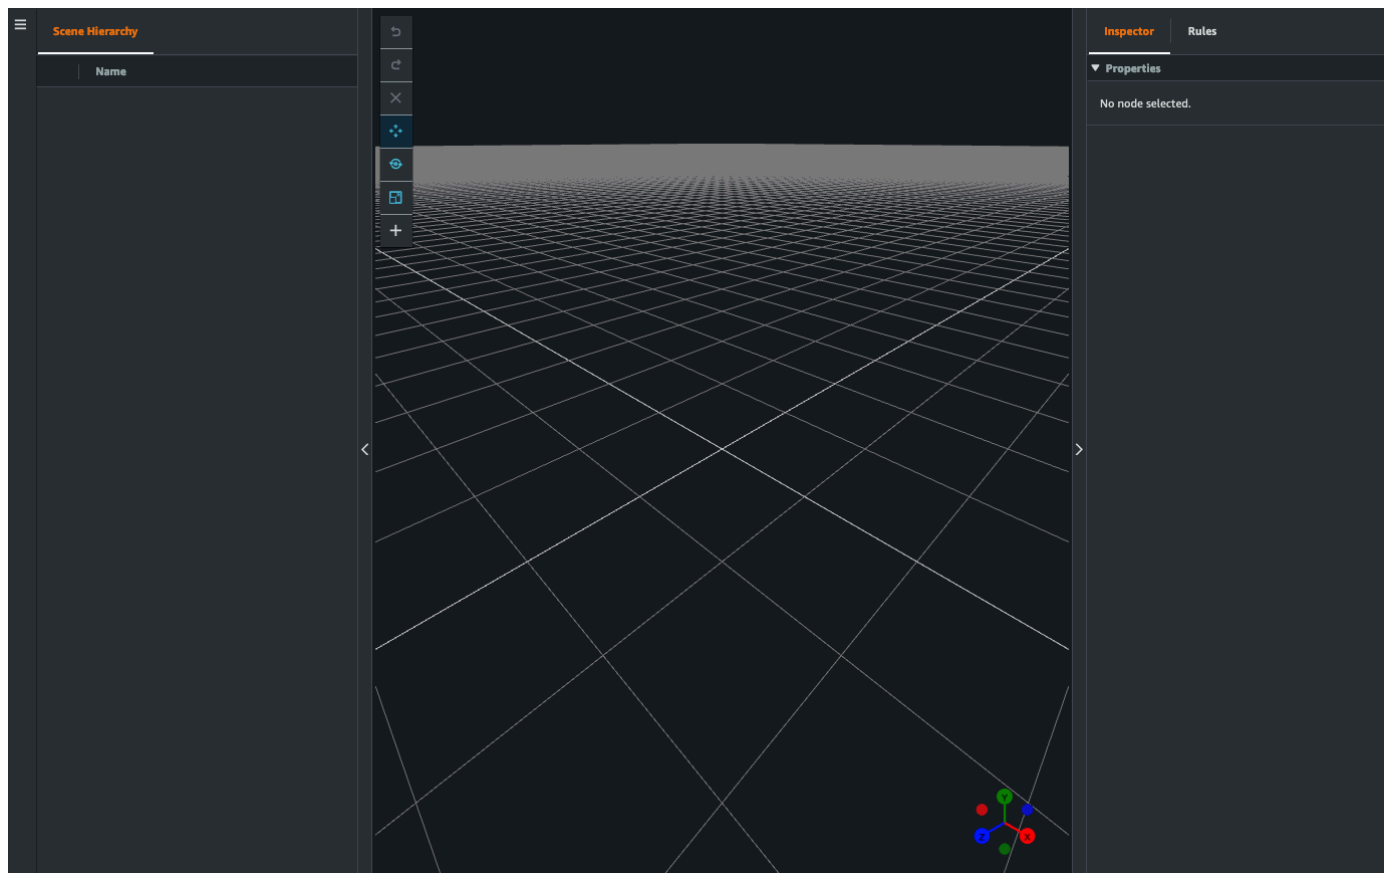 Scene Hierarchy
Name
Inspector
Rules
Properties
No node selected.
Y
Z
X